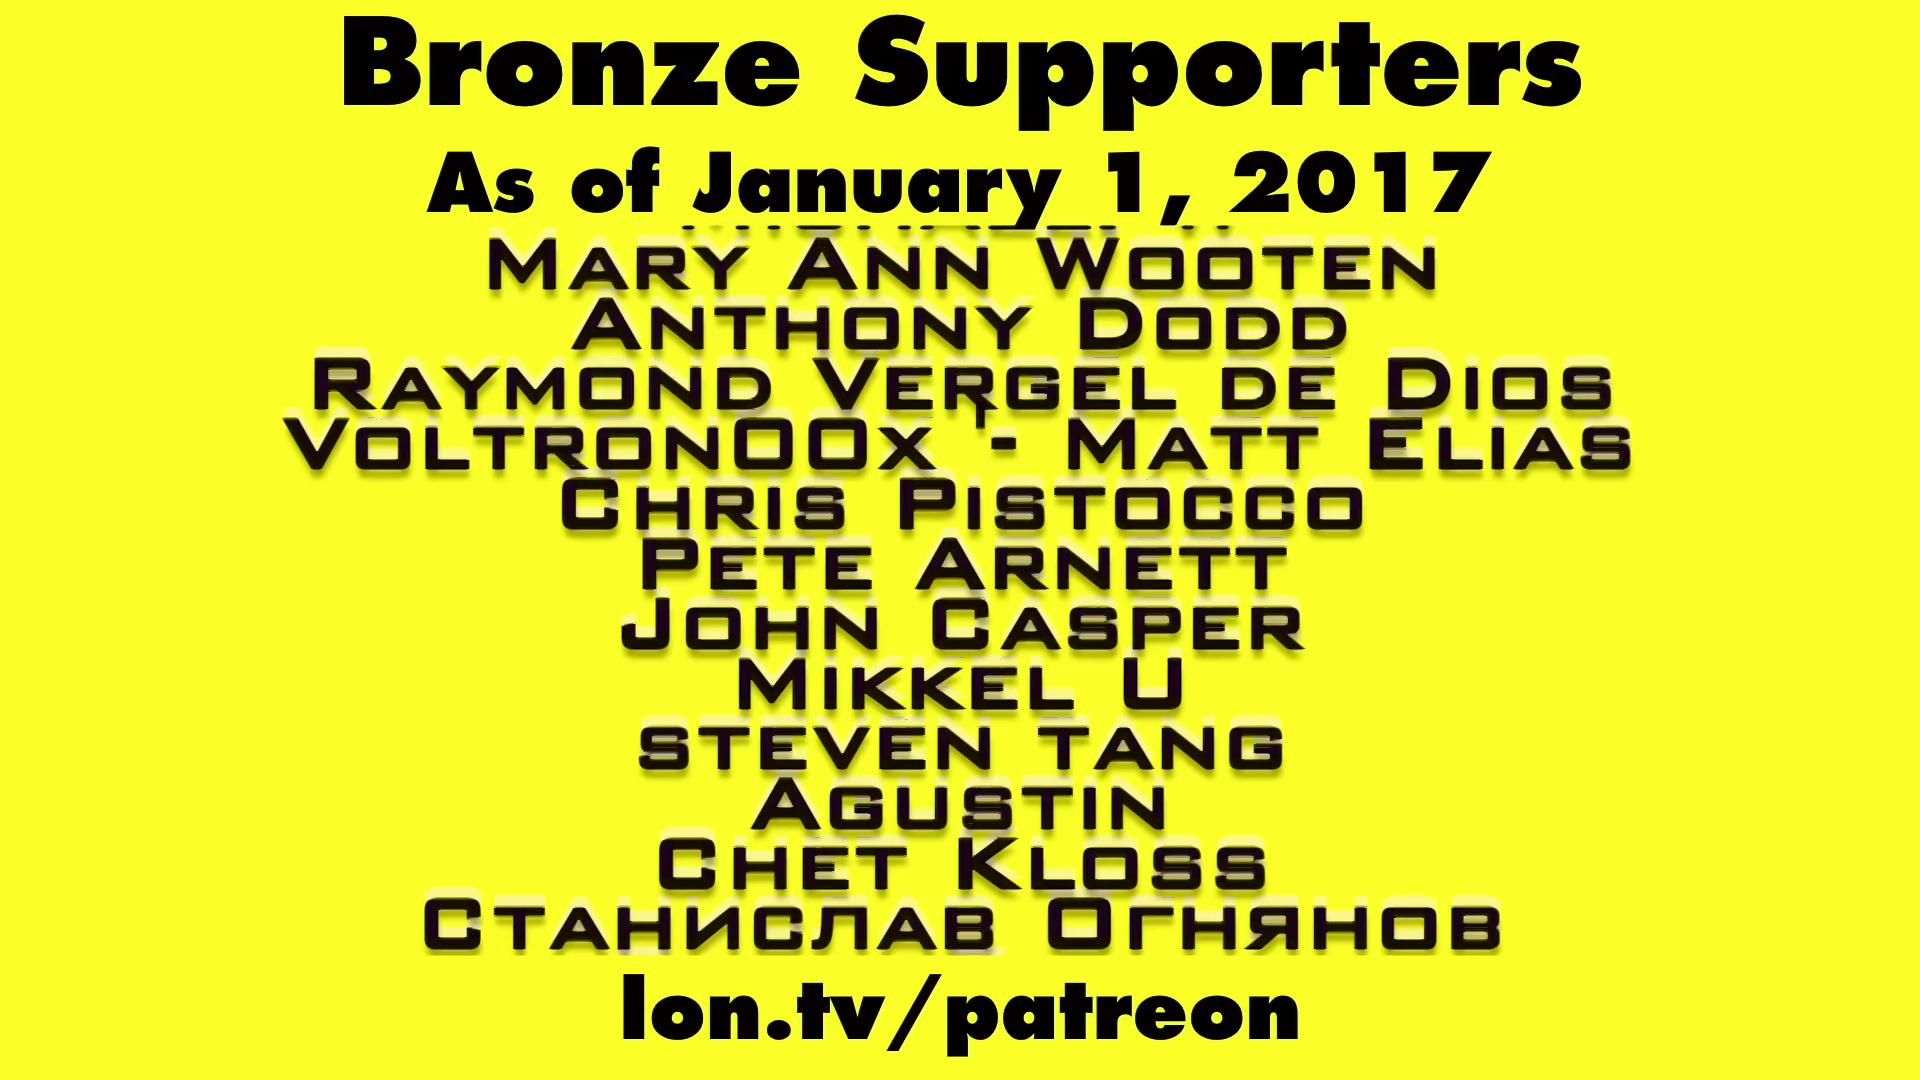 Bronze Supporters
As of January 1, 2017
Mary Ann Wooten
Anthony Dodd
Raymond Vergel de Dios
Voltron00x - Matt Elias
Chris Pistocco
Pete Arnett
John Casper
Mikkel U
steven tang
Agustin
Chet Kloss
Станислав Огнянов
lon.tv/patreon